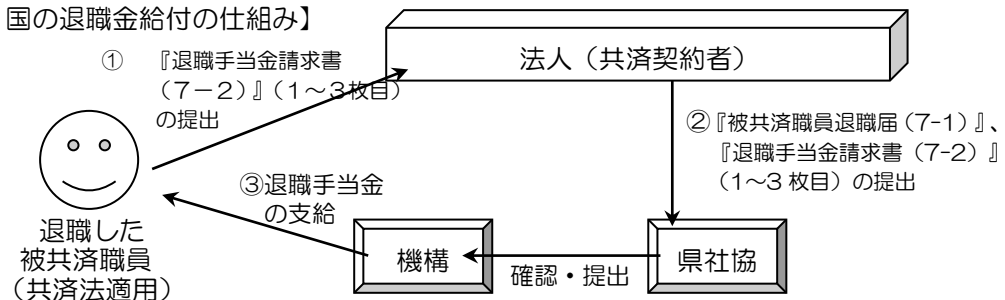 国の退職金給付の仕組み】
法人（共済契約者）
① 『退職手当金請求書
（7－2）』（1～3枚目）
の提出
②『被共済職員退職届（7-1）』、
『退職手当金請求書（7-2）』
（1～3 枚目）の提出
③退職手当金
の支給
退職した
被共済職員
（共済法適用）
機構
確認・提出
県社協